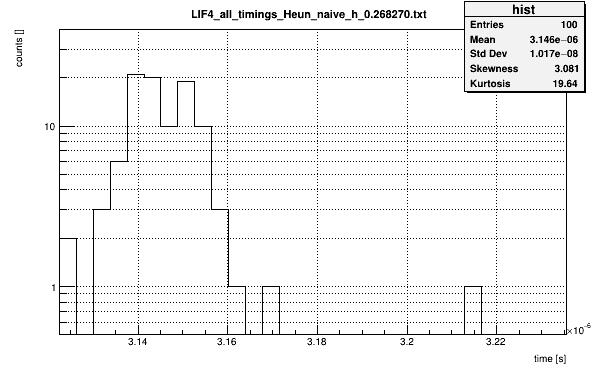 LIF4_all_timings_Heun_naive_h_0.268270.txt
hist
Entries 100
Mean 3.146e−06
Std Dev 1.017e−08
Skewness 3.081
Kurtosis 19.64
counts []
10
1
3.14 3.16 3.18 3.2 3.22
×10⁻⁶
time [s]